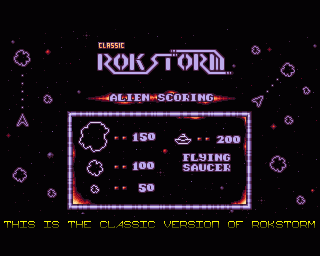 CLASSIC
ROKSTORM
ALIEN SCORING
150
200
100
FLYING
SAUCER
50
THIS IS THE CLASSIC VERSION OF ROKSTORM